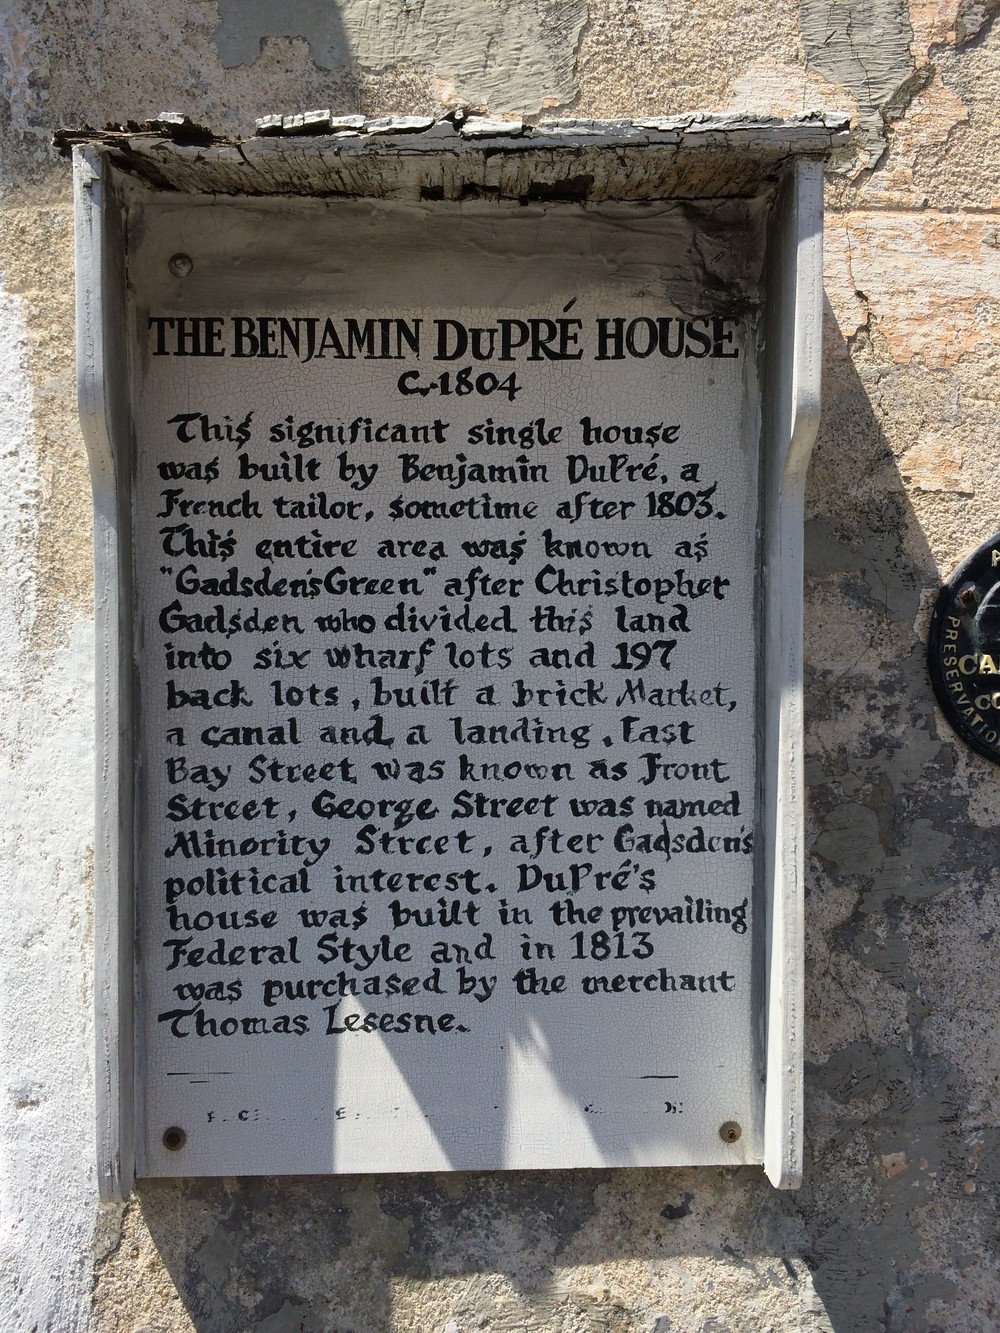 THE BENJAMIN DuPRÉ HOUSE
C. 1804
This significant single house
was built by Benjamin DuPré, a
French tailor, sometime after 1803.
This entire area was known as
"Gadsden's Green" after Christopher
Gadsden who divided this land
into six wharf lots and 197
back lots, built a brick Market,
a canal and a landing. East
Bay Street was known as Front
Street, George Street was named
Minority Street, after Gadsden's
political interest. DuPré's
house was built in the prevailing
Federal Style and in 1813
was purchased by the merchant
Thomas Lesesne.
PRESERVATIO
CA